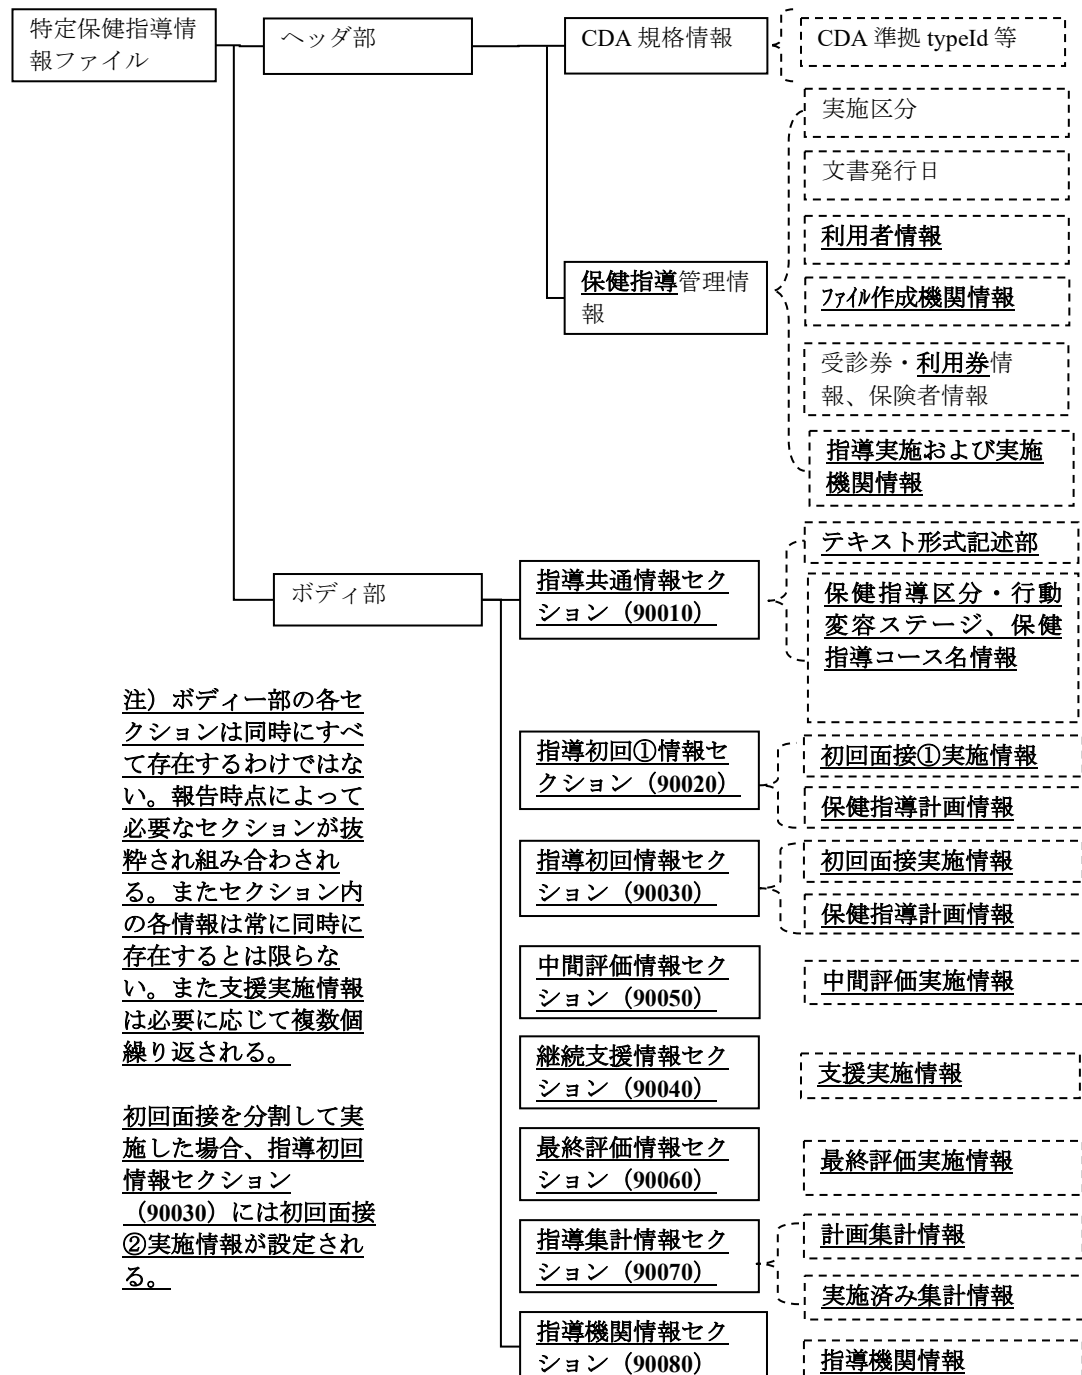 特定保健指導情
報ファイル
ヘッダ部
CDA 規格情報
CDA 準拠 typeId 等
実施区分
文書発行日
利用者情報
保健指導管理情
報
ファイル作成機関情報
受診券・利用券情
報、保険者情報
指導実施および実施
機関情報
ボディ部
指導共通情報セク
ション（90010）
テキスト形式記述部
保健指導区分・行動
変容ステージ、保健
指導コース名情報
注）ボディー部の各セ
クションは同時にすべ
て存在するわけではな
い。報告時点によって
必要なセクションが抜
粋され組み合わされ
る。またセクション内
の各情報は常に同時に
存在するとは限らな
い。また支援実施情報
は必要に応じて複数個
繰り返される。
初回面接を分割して実
施した場合、指導初回
情報セクション
（90030）には初回面接
②実施情報が設定され
る。
指導初回①情報セ
クション（90020）
初回面接①実施情報
保健指導計画情報
指導初回情報セク
ション（90030）
初回面接実施情報
保健指導計画情報
中間評価情報セク
ション（90050）
中間評価実施情報
継続支援情報セク
ション（90040）
支援実施情報
最終評価情報セク
ション（90060）
最終評価実施情報
指導集計情報セク
ション（90070）
計画集計情報
実施済み集計情報
指導機関情報セク
ション（90080）
指導機関情報